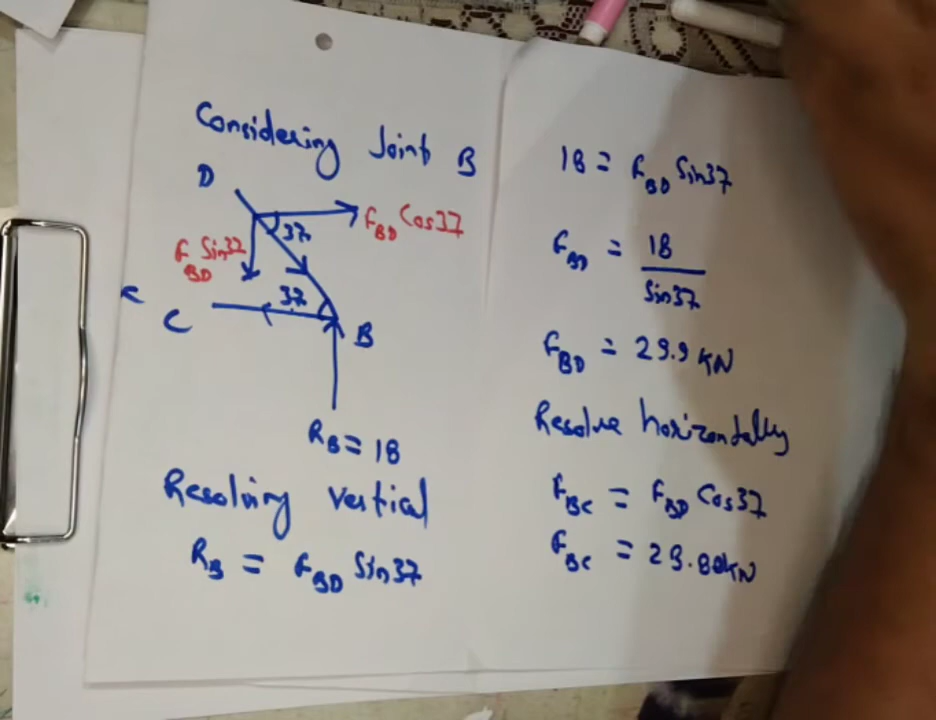 Considering Joint B
D
F_BD Cos37
37°
F_BD Sin37
37°
C
B
R_B = 18
Resolving vertical
R_B = F_BD Sin37
18 = F_BD Sin37
F_BD = 18 / Sin37
F_BD = 29.9 KN
Resolve horizontally
F_BC = F_BD Cos37
F_BC = 23.88KN